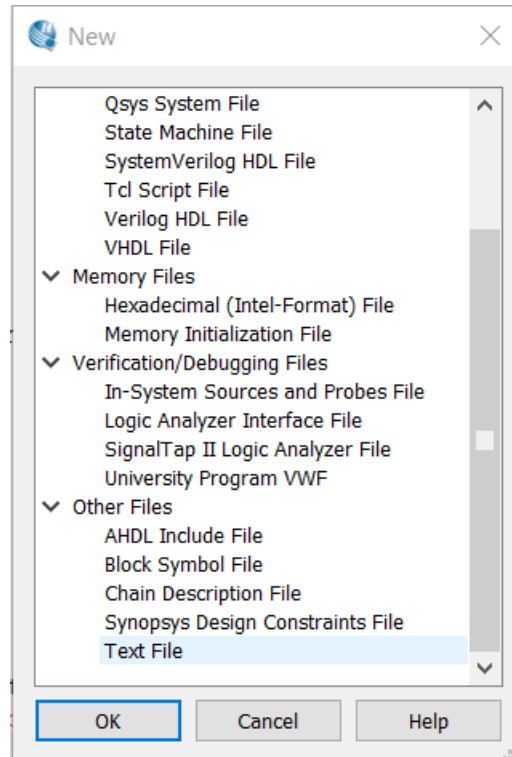 New
Qsys System File
State Machine File
SystemVerilog HDL File
Tcl Script File
Verilog HDL File
VHDL File
Memory Files
Hexadecimal (Intel-Format) File
Memory Initialization File
Verification/Debugging Files
In-System Sources and Probes File
Logic Analyzer Interface File
SignalTap II Logic Analyzer File
University Program VWF
Other Files
AHDL Include File
Block Symbol File
Chain Description File
Synopsys Design Constraints File
Text File
OK Cancel Help